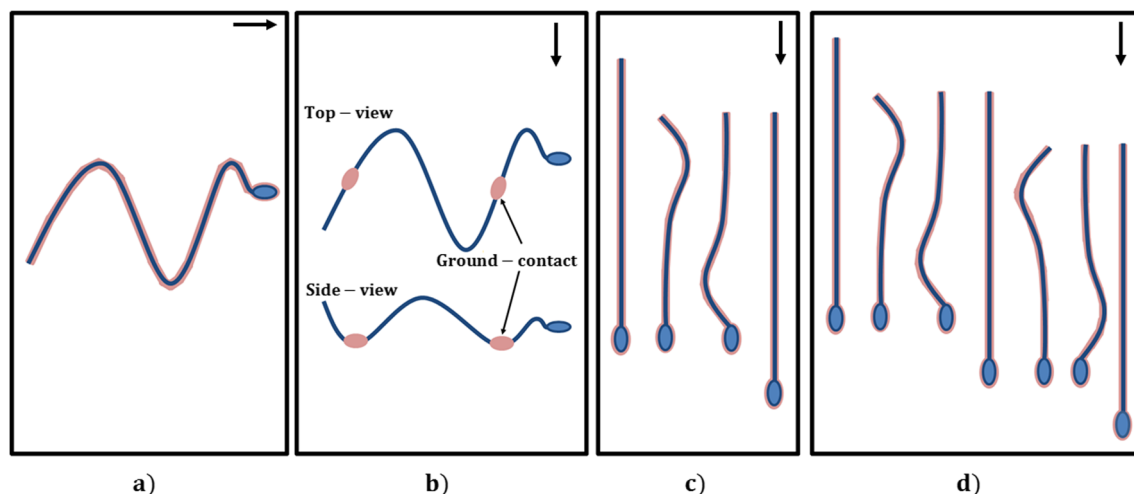 Top − view
Ground − contact
Side − view
a)
b)
c)
d)